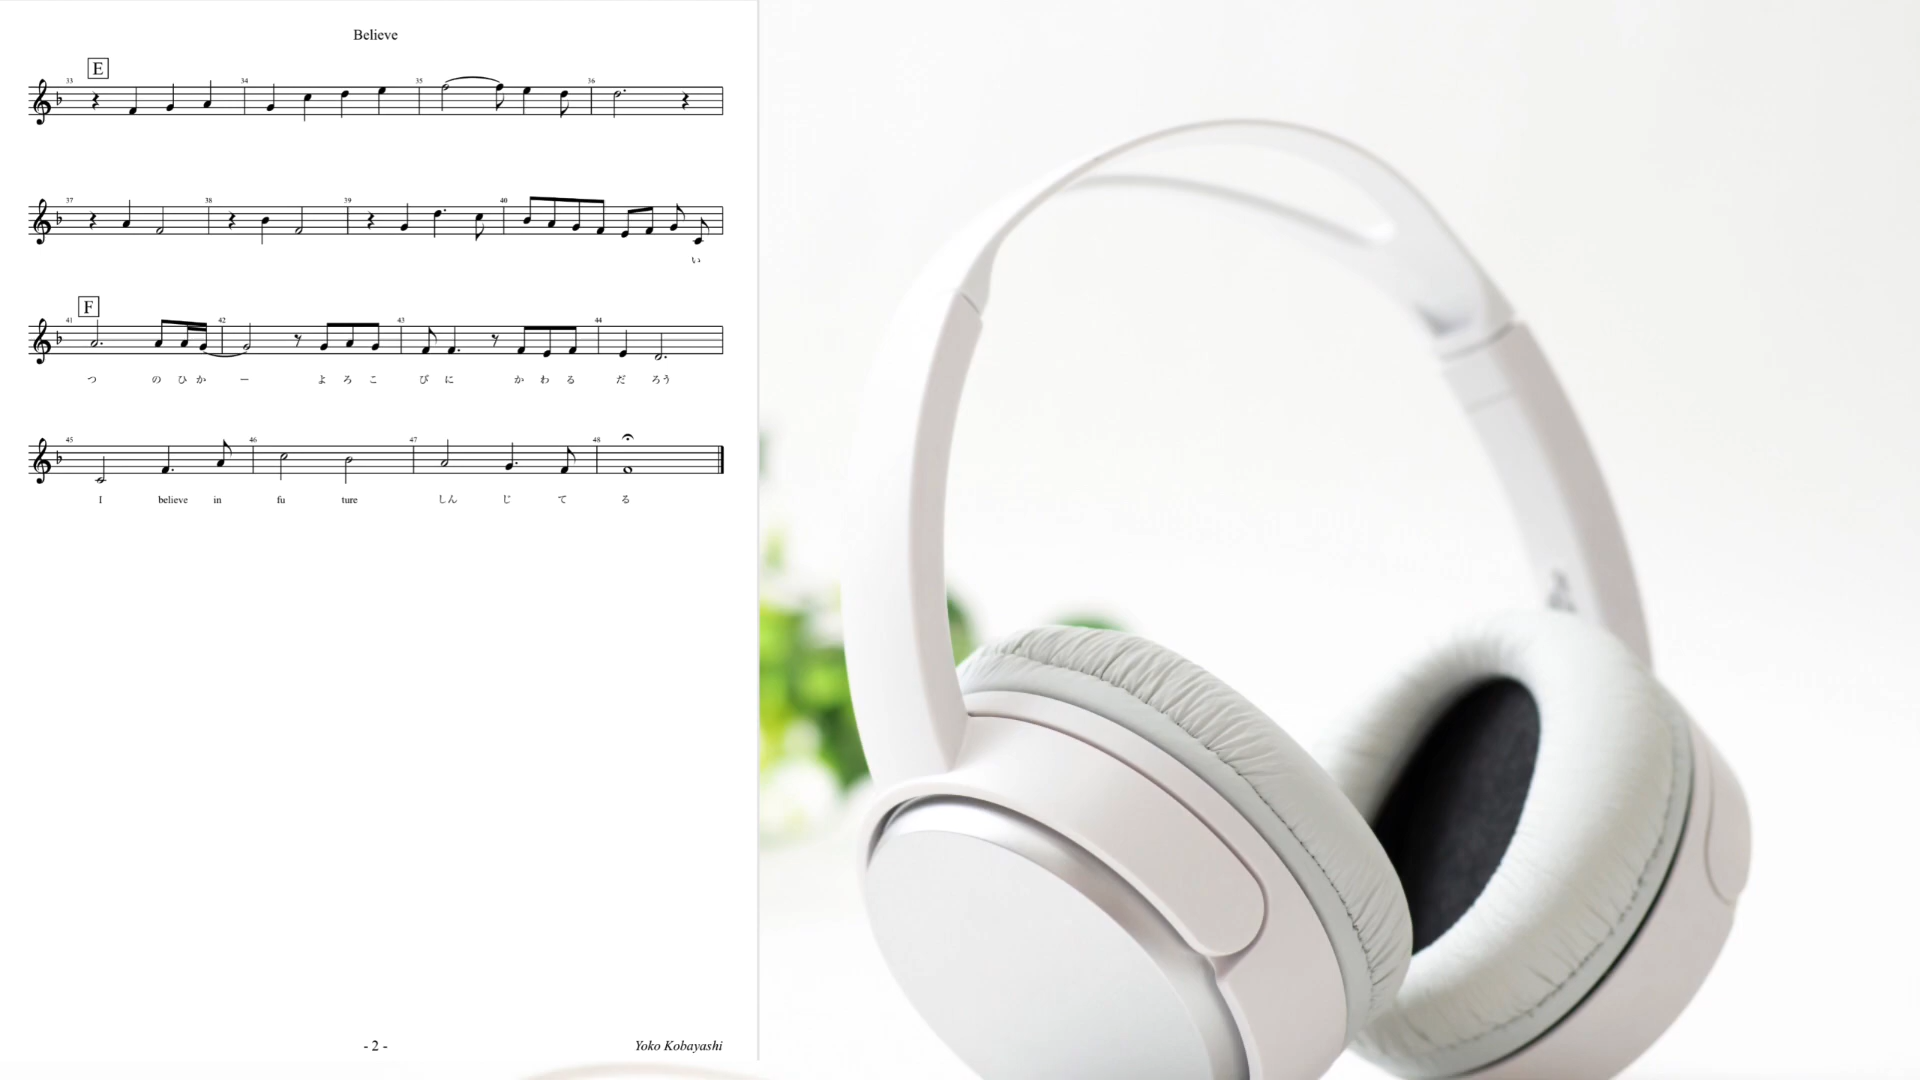 Believe
E
33 34 35 36
37 38 39 40
い
F
41 42 43 44
つ の ひ か ー よ ろ こ び に か わ る だ ろう
45 46 47 48
I believe in fu ture しん じ て る
- 2 -
Yoko Kobayashi